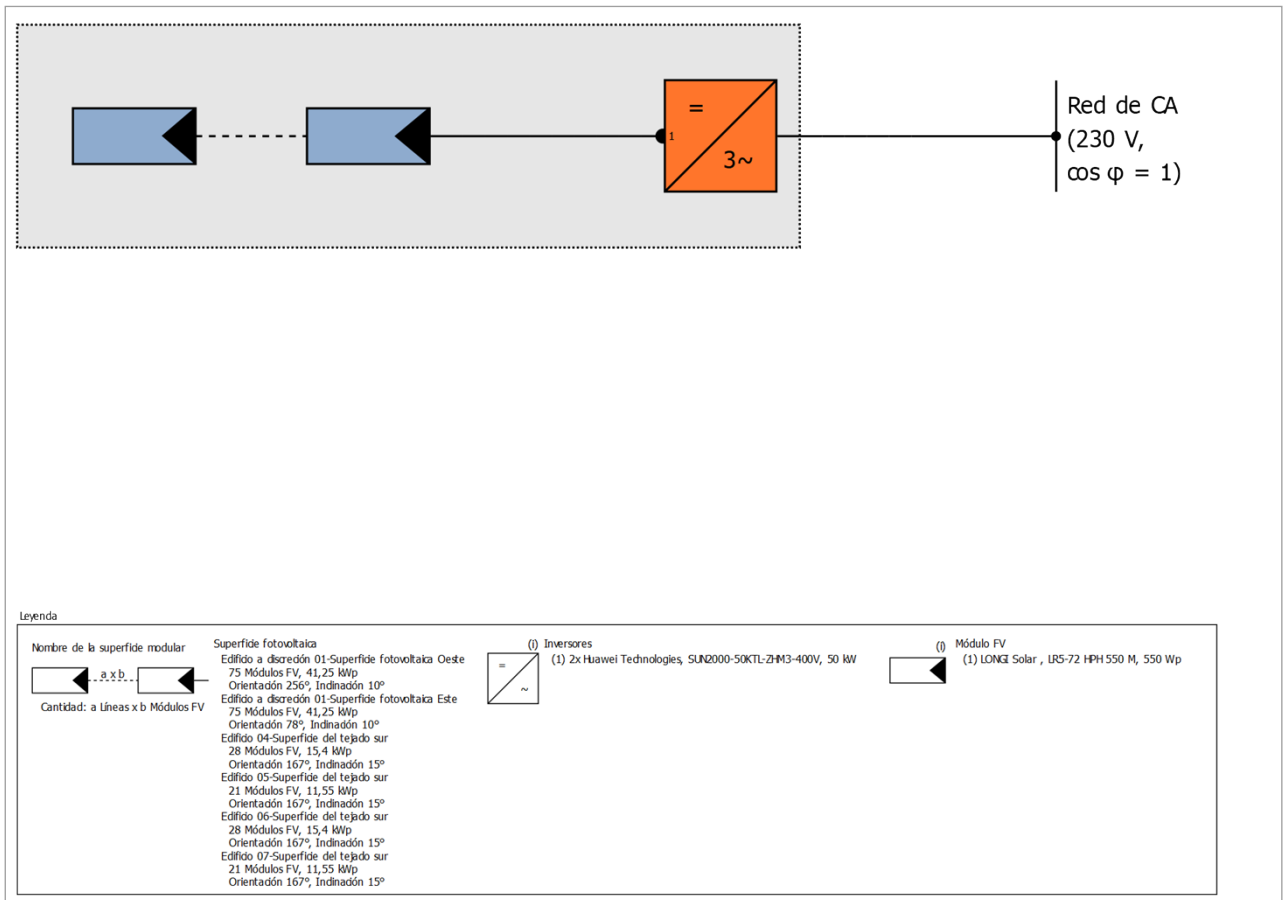 =
1
3~
Red de CA
(230 V,
cos φ = 1)
Leyenda
Nombre de la superficie modular
a x b
Cantidad: a Líneas x b Módulos FV
Superficie fotovoltaica
Edificio a discreción 01-Superficie fotovoltaica Oeste
75 Módulos FV, 41,25 kWp
Orientación 256°, Inclinación 10°
Edificio a discreción 01-Superficie fotovoltaica Este
75 Módulos FV, 41,25 kWp
Orientación 78°, Inclinación 10°
Edificio 04-Superficie del tejado sur
28 Módulos FV, 15,4 kWp
Orientación 167°, Inclinación 15°
Edificio 05-Superficie del tejado sur
21 Módulos FV, 11,55 kWp
Orientación 167°, Inclinación 15°
Edificio 06-Superficie del tejado sur
28 Módulos FV, 15,4 kWp
Orientación 167°, Inclinación 15°
Edificio 07-Superficie del tejado sur
21 Módulos FV, 11,55 kWp
Orientación 167°, Inclinación 15°
(i) Inversores
=
~
(1) 2x Huawei Technologies, SUN2000-50KTL-ZHM3-400V, 50 kW
(i) Módulo FV
(1) LONGI Solar , LR5-72 HPH 550 M, 550 Wp